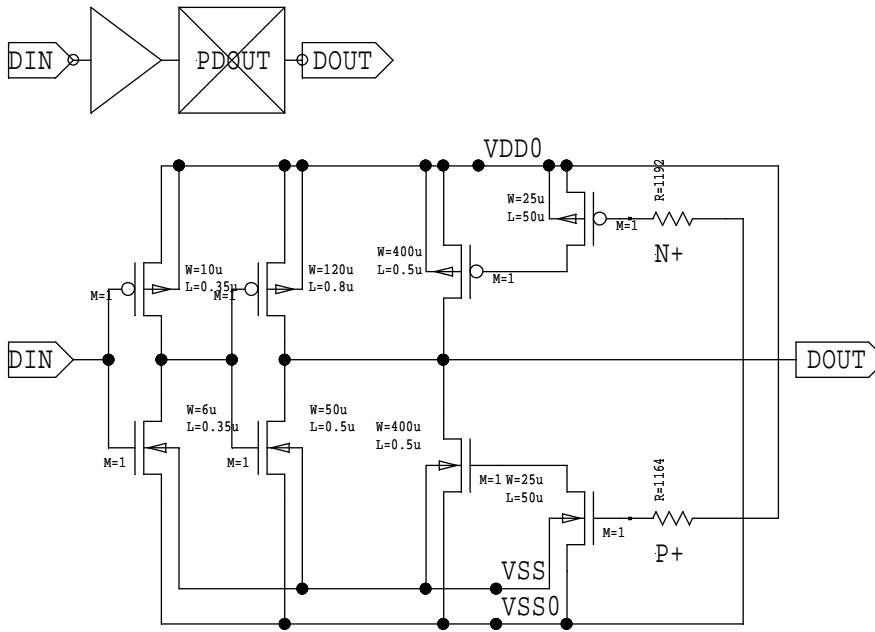 DIN
PDOUT
DOUT
VDD0
R=1192
W=25u
L=50u
M=1
N+
W=400u
L=0.5u
M=1
W=10u
L=0.35u
M=1
W=120u
L=0.8u
M=1
DIN
DOUT
W=6u
L=0.35u
M=1
W=50u
L=0.5u
M=1
W=400u
L=0.5u
M=1
W=25u
L=50u
M=1
R=1164
P+
VSS
VSS0